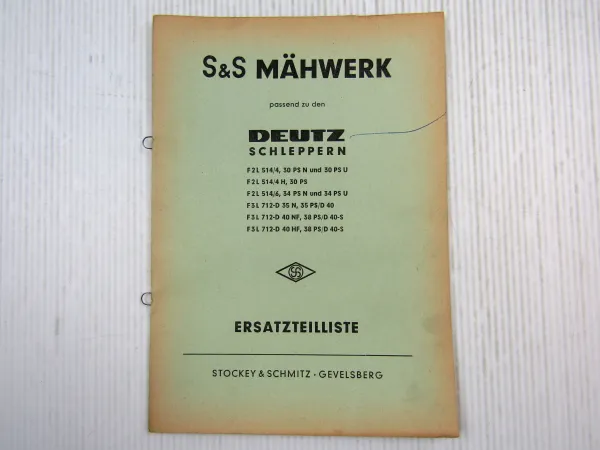 S&S MÄHWERK
passend zu den
DEUTZ
SCHLEPPERN
F2L 514/4, 30 PS N und 30 PS U
F2L 514/4 H, 30 PS
F2L 514/6, 34 PS N und 34 PS U
F3L 712-D 35 N, 35 PS/D 40
F3L 712-D 40 NF, 38 PS/D 40-S
F3L 712-D 40 HF, 38 PS/D 40-S
S&S
ERSATZTEILLISTE
STOCKEY & SCHMITZ · GEVELSBERG